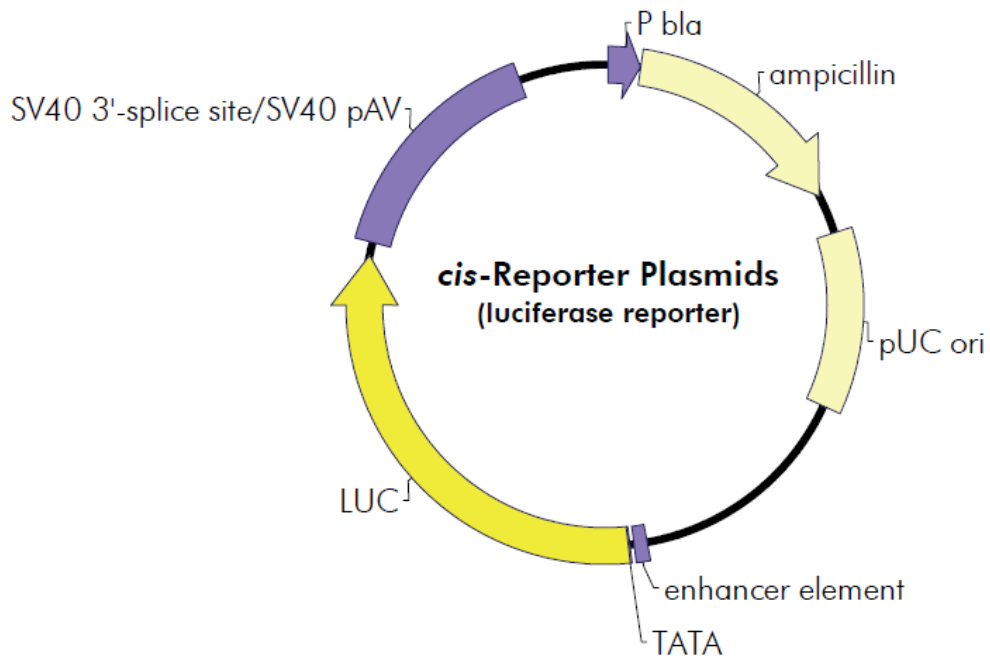 P bla
ampicillin
SV40 3'-splice site/SV40 pAV
cis-Reporter Plasmids
(luciferase reporter)
pUC ori
LUC
enhancer element
TATA